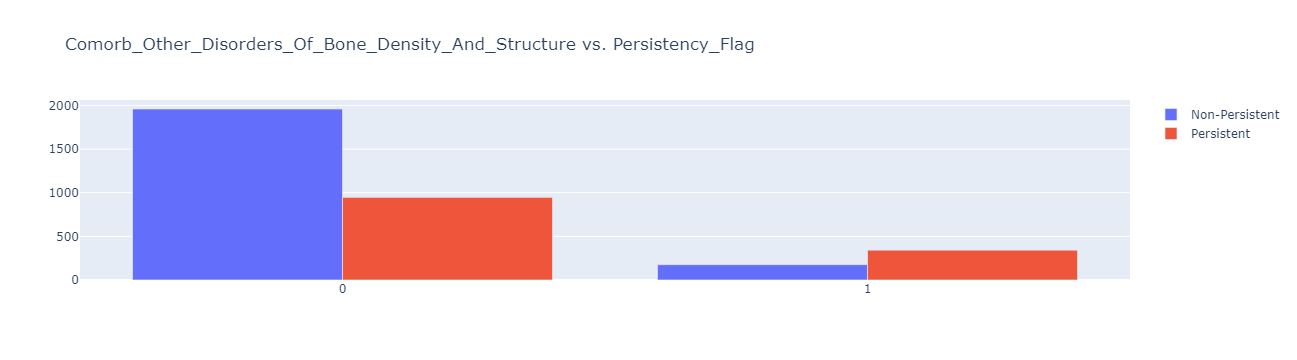 Comorb_Other_Disorders_Of_Bone_Density_And_Structure vs. Persistency_Flag
2000
1500
1000
500
0
0
1
Non-Persistent
Persistent